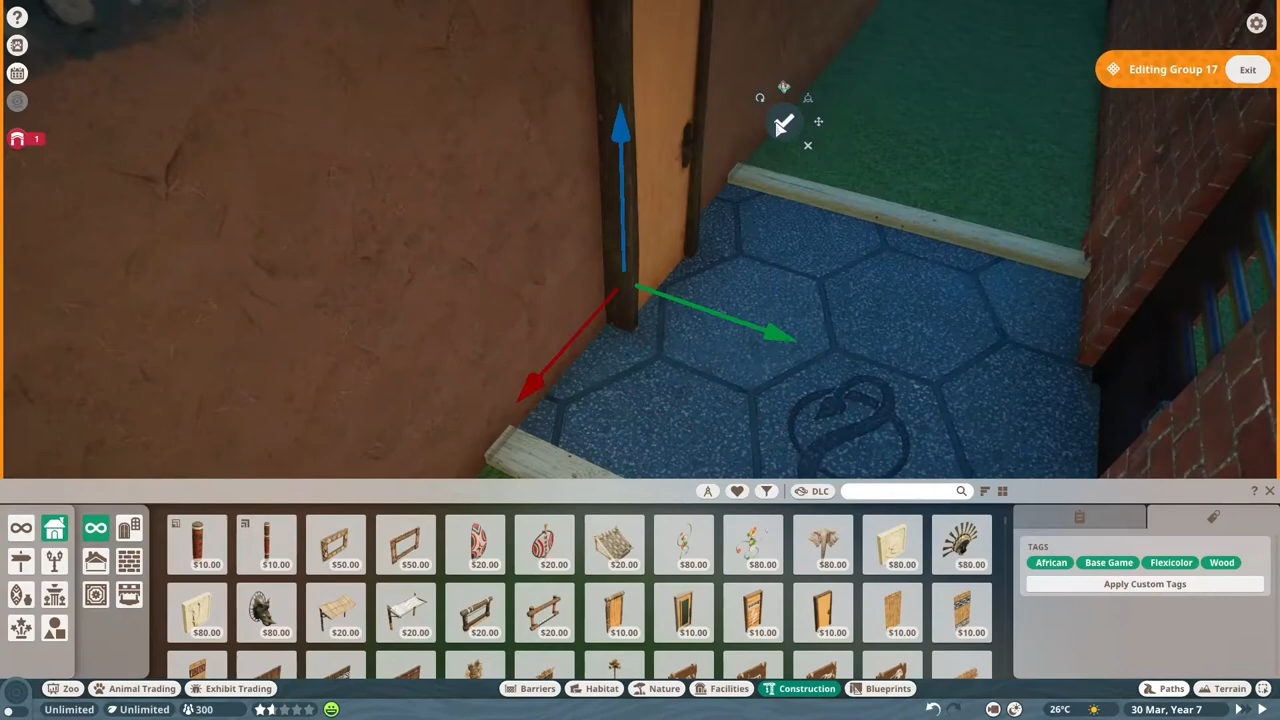 ?
Editing Group 17
Exit
1
DLC
? ×
$10.00 $10.00 $50.00 $50.00 $20.00 $20.00 $20.00 $80.00 $80.00 $80.00 $80.00 $80.00
TAGS
African Base Game Flexicolor Wood
Apply Custom Tags
$80.00 $80.00 $20.00 $20.00 $20.00 $20.00 $10.00 $10.00 $10.00 $10.00 $10.00 $10.00
Zoo Animal Trading Exhibit Trading Barriers Habitat Nature Facilities Construction Blueprints Paths Terrain
Unlimited Unlimited 300 26°C 30 Mar, Year 7